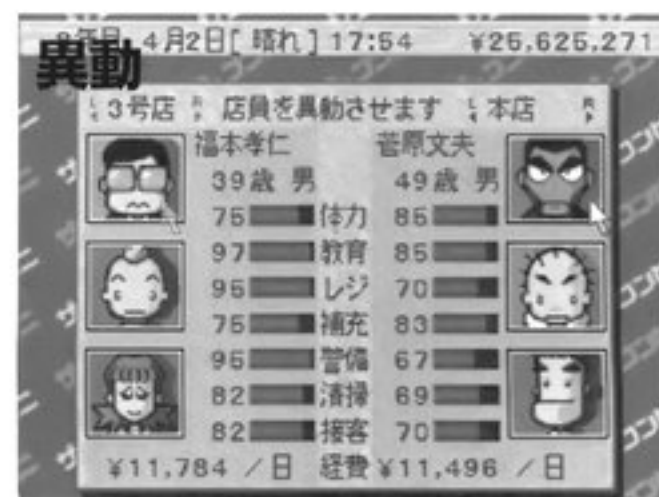 異動
年目 4月2日[ 晴れ ] 17:54 ¥25,625,271
L 3号店 R 店員を異動させます L 本店 R
福本孝仁 菅原文夫
39歳 男 49歳 男
75 体力 85
97 教育 85
95 レジ 70
75 補充 83
95 警備 67
82 清掃 69
82 接客 70
¥11,784 /日 経費 ¥11,496 /日